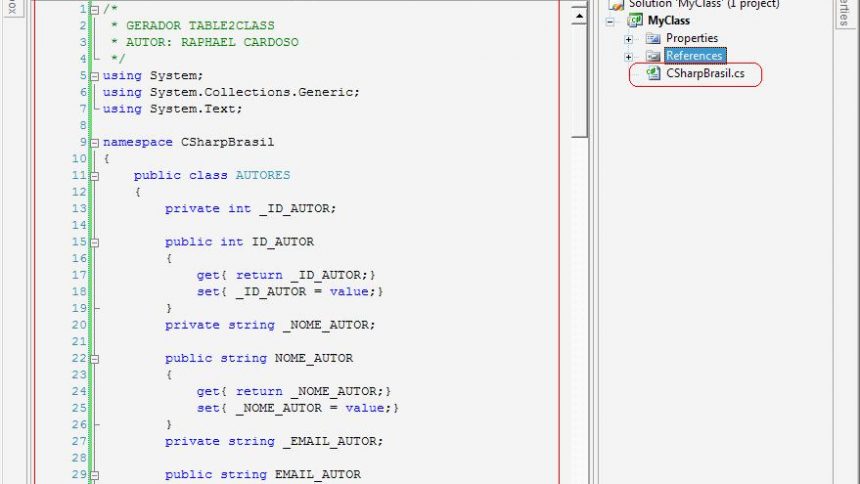 1 /*
2 * GERADOR TABLE2CLASS
3 * AUTOR: RAPHAEL CARDOSO
4 */
5 using System;
6 using System.Collections.Generic;
7 using System.Text;
8
9 namespace CSharpBrasil
10 {
11 public class AUTORES
12 {
13 private int _ID_AUTOR;
14
15 public int ID_AUTOR
16 {
17 get{ return _ID_AUTOR;}
18 set{ _ID_AUTOR = value;}
19 }
20 private string _NOME_AUTOR;
21
22 public string NOME_AUTOR
23 {
24 get{ return _NOME_AUTOR;}
25 set{ _NOME_AUTOR = value;}
26 }
27 private string _EMAIL_AUTOR;
28
29 public string EMAIL_AUTOR
Solution 'MyClass' (1 project)
MyClass
Properties
References
CSharpBrasil.cs